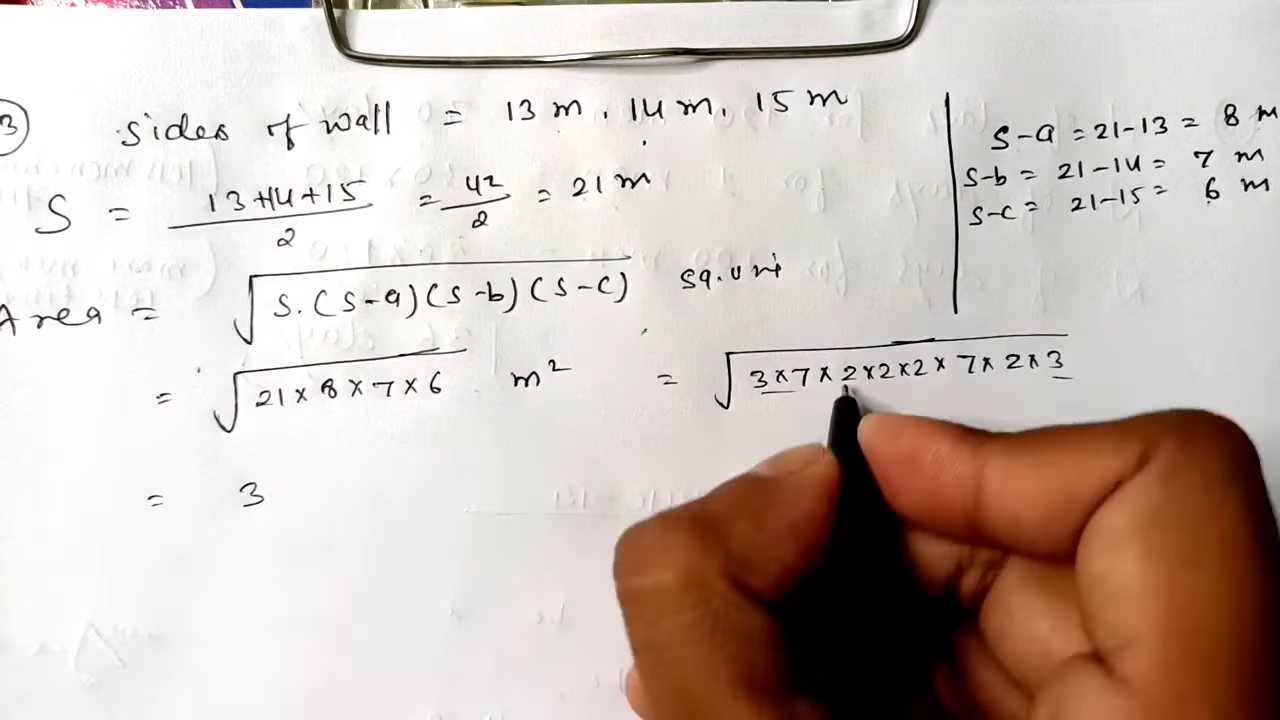 3 sides of wall = 13 m, 14 m, 15 m
S = 13+14+15/2 = 42/2 = 21 m
Area = √S.(S-a)(S-b)(S-c) sq.uni
= √21×8×7×6 m² = √3×7×2×2×2×7×2×3
= 3
S-a = 21-13 = 8 m
S-b = 21-14 = 7 m
S-c = 21-15 = 6 m